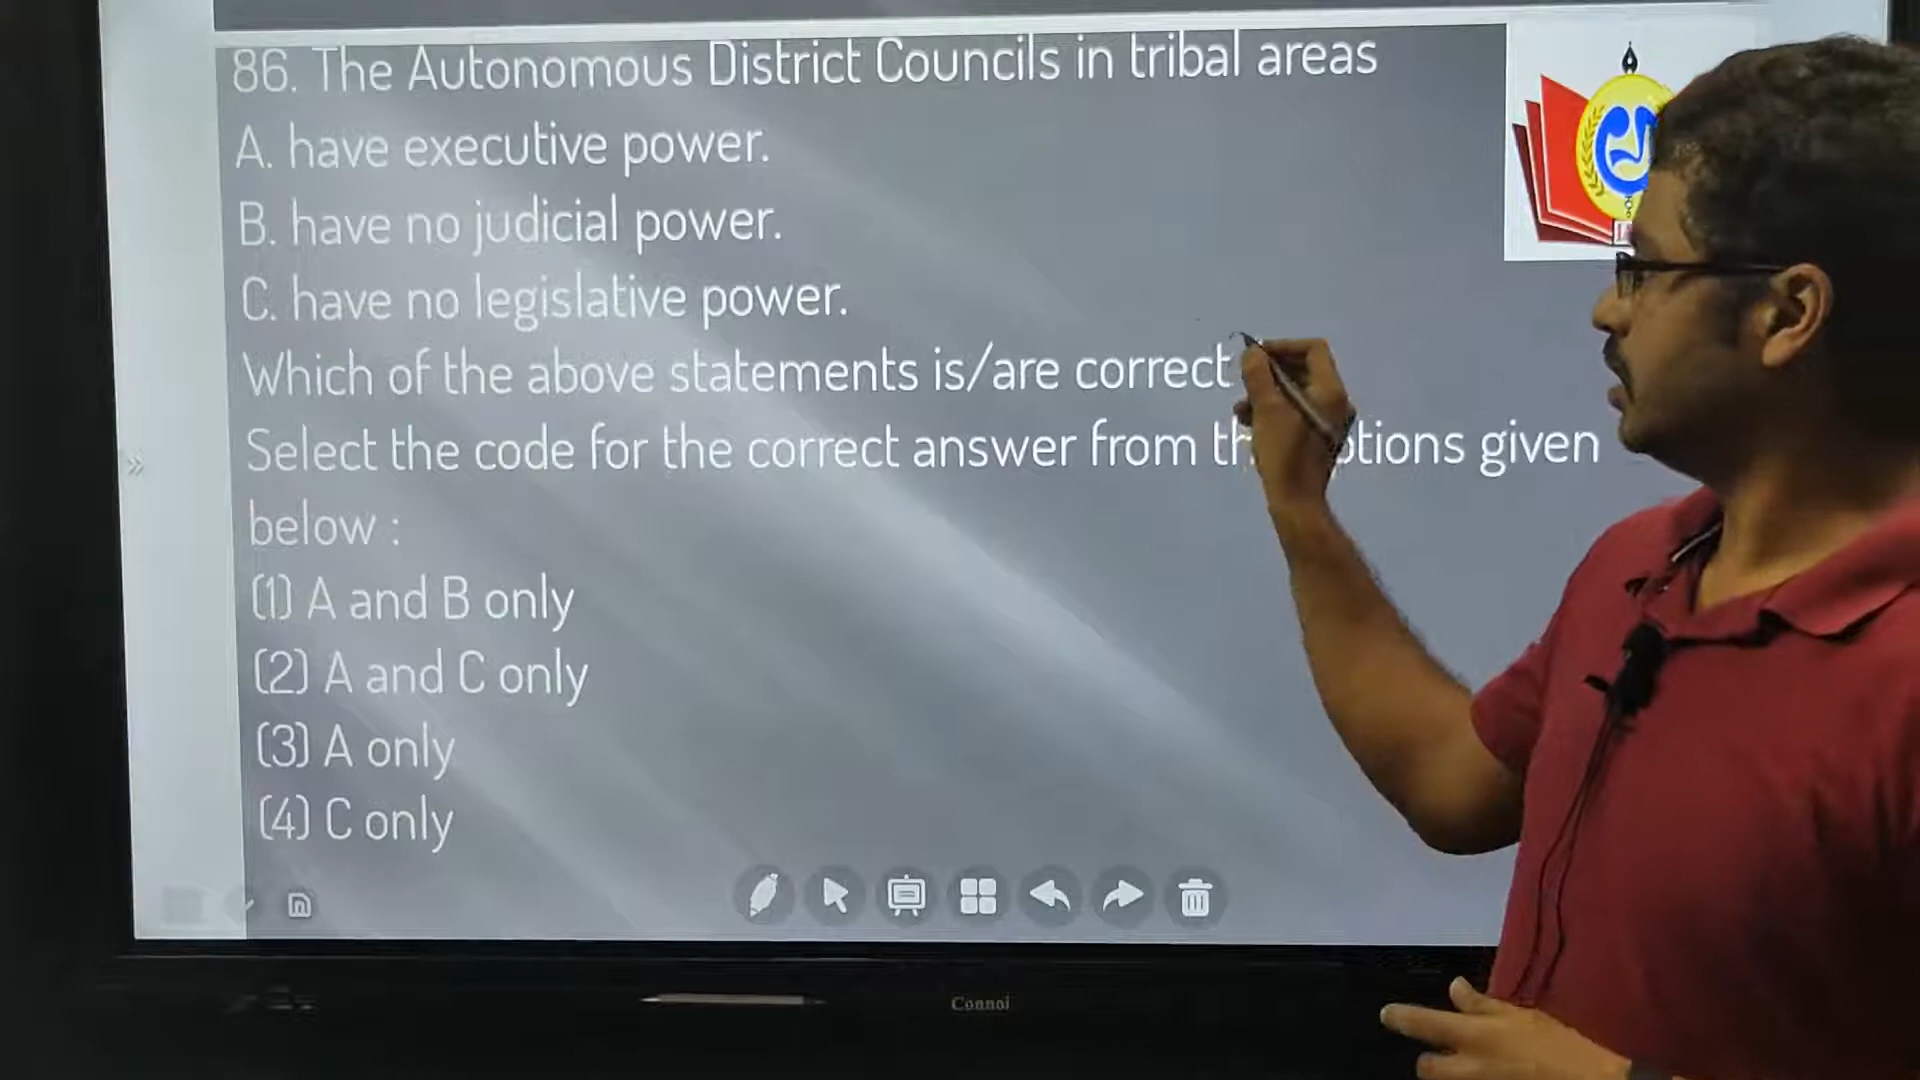 86. The Autonomous District Councils in tribal areas
A. have executive power.
B. have no judicial power.
C. have no legislative power.
Which of the above statements is/are correct
Select the code for the correct answer from th ptions given
below :
(1) A and B only
(2) A and C only
(3) A only
(4) C only
Connoi